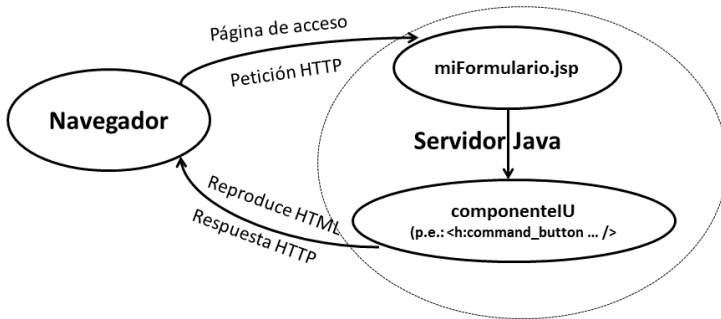 Página de acceso
Petición HTTP
miFormulario.jsp
Navegador
Servidor Java
Reproduce HTML
Respuesta HTTP
componenteIU
(p.e.: <h:command_button ... />